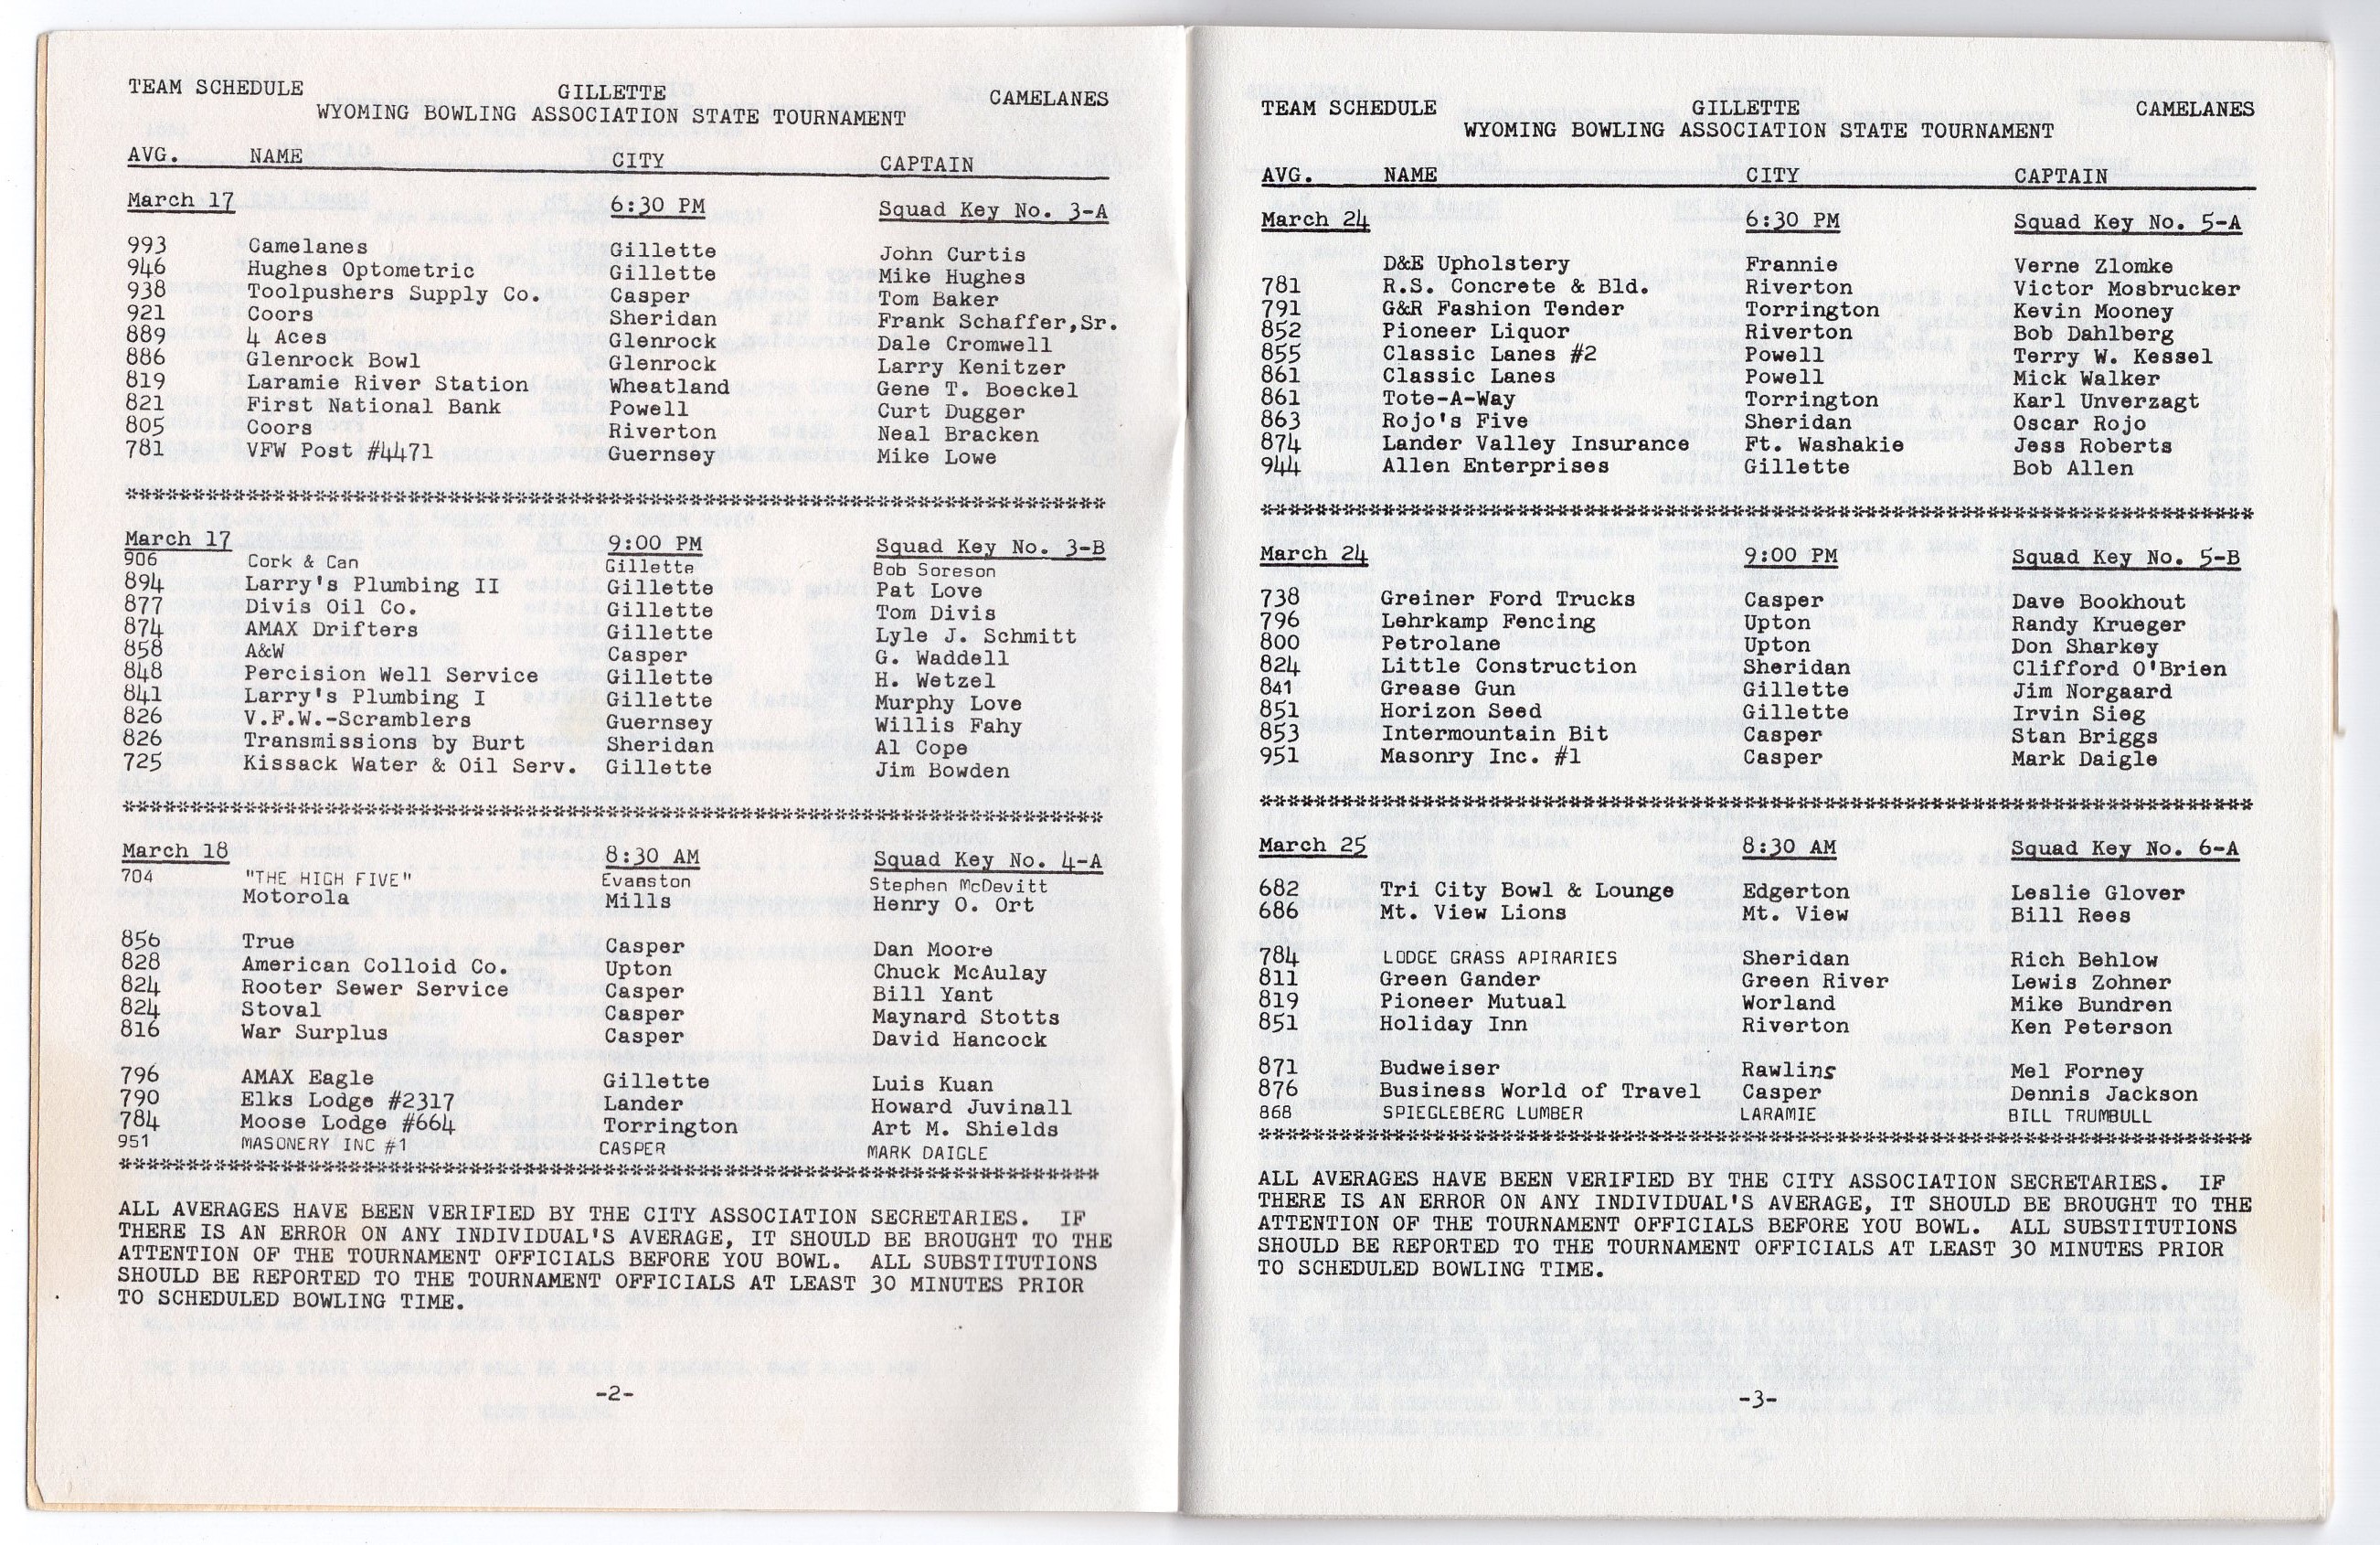 TEAM SCHEDULE GILLETTE CAMELANES
WYOMING BOWLING ASSOCIATION STATE TOURNAMENT
AVG. NAME CITY CAPTAIN
March 17 6:30 PM Squad Key No. 3-A
993 Camelanes Gillette John Curtis
946 Hughes Optometric Gillette Mike Hughes
938 Toolpushers Supply Co. Casper Tom Baker
921 Coors Sheridan Frank Schaffer,Sr.
889 4 Aces Glenrock Dale Cromwell
886 Glenrock Bowl Glenrock Larry Kenitzer
819 Laramie River Station Wheatland Gene T. Boeckel
821 First National Bank Powell Curt Dugger
805 Coors Riverton Neal Bracken
781 VFW Post #4471 Guernsey Mike Lowe
March 17 9:00 PM Squad Key No. 3-B
906 Cork & Can Gillette Bob Soreson
894 Larry's Plumbing II Gillette Pat Love
877 Divis Oil Co. Gillette Tom Divis
874 AMAX Drifters Gillette Lyle J. Schmitt
858 A&W Casper G. Waddell
848 Percision Well Service Gillette H. Wetzel
841 Larry's Plumbing I Gillette Murphy Love
826 V.F.W.-Scramblers Guernsey Willis Fahy
826 Transmissions by Burt Sheridan Al Cope
725 Kissack Water & Oil Serv. Gillette Jim Bowden
March 18 8:30 AM Squad Key No. 4-A
704 "THE HIGH FIVE" Evanston Stephen McDevitt
Motorola Mills Henry O. Ort
856 True Casper Dan Moore
828 American Colloid Co. Upton Chuck McAulay
824 Rooter Sewer Service Casper Bill Yant
824 Stoval Casper Maynard Stotts
816 War Surplus Casper David Hancock
796 AMAX Eagle Gillette Luis Kuan
790 Elks Lodge #2317 Lander Howard Juvinall
784 Moose Lodge #664 Torrington Art M. Shields
951 MASONERY INC #1 CASPER MARK DAIGLE
ALL AVERAGES HAVE BEEN VERIFIED BY THE CITY ASSOCIATION SECRETARIES. IF
THERE IS AN ERROR ON ANY INDIVIDUAL'S AVERAGE, IT SHOULD BE BROUGHT TO THE
ATTENTION OF THE TOURNAMENT OFFICIALS BEFORE YOU BOWL. ALL SUBSTITUTIONS
SHOULD BE REPORTED TO THE TOURNAMENT OFFICIALS AT LEAST 30 MINUTES PRIOR
TO SCHEDULED BOWLING TIME.
-2-
TEAM SCHEDULE GILLETTE CAMELANES
WYOMING BOWLING ASSOCIATION STATE TOURNAMENT
AVG. NAME CITY CAPTAIN
March 24 6:30 PM Squad Key No. 5-A
D&E Upholstery Frannie Verne Zlomke
781 R.S. Concrete & Bld. Riverton Victor Mosbrucker
791 G&R Fashion Tender Torrington Kevin Mooney
852 Pioneer Liquor Riverton Bob Dahlberg
855 Classic Lanes #2 Powell Terry W. Kessel
861 Classic Lanes Powell Mick Walker
861 Tote-A-Way Torrington Karl Unverzagt
863 Rojo's Five Sheridan Oscar Rojo
874 Lander Valley Insurance Ft. Washakie Jess Roberts
944 Allen Enterprises Gillette Bob Allen
March 24 9:00 PM Squad Key No. 5-B
738 Greiner Ford Trucks Casper Dave Bookhout
796 Lehrkamp Fencing Upton Randy Krueger
800 Petrolane Upton Don Sharkey
824 Little Construction Sheridan Clifford O'Brien
841 Grease Gun Gillette Jim Norgaard
851 Horizon Seed Gillette Irvin Sieg
853 Intermountain Bit Casper Stan Briggs
951 Masonry Inc. #1 Casper Mark Daigle
March 25 8:30 AM Squad Key No. 6-A
682 Tri City Bowl & Lounge Edgerton Leslie Glover
686 Mt. View Lions Mt. View Bill Rees
784 LODGE GRASS APIRARIES Sheridan Rich Behlow
811 Green Gander Green River Lewis Zohner
819 Pioneer Mutual Worland Mike Bundren
851 Holiday Inn Riverton Ken Peterson
871 Budweiser Rawlins Mel Forney
876 Business World of Travel Casper Dennis Jackson
868 SPIEGLEBERG LUMBER LARAMIE BILL TRUMBULL
ALL AVERAGES HAVE BEEN VERIFIED BY THE CITY ASSOCIATION SECRETARIES. IF
THERE IS AN ERROR ON ANY INDIVIDUAL'S AVERAGE, IT SHOULD BE BROUGHT TO THE
ATTENTION OF THE TOURNAMENT OFFICIALS BEFORE YOU BOWL. ALL SUBSTITUTIONS
SHOULD BE REPORTED TO THE TOURNAMENT OFFICIALS AT LEAST 30 MINUTES PRIOR
TO SCHEDULED BOWLING TIME.
-3-